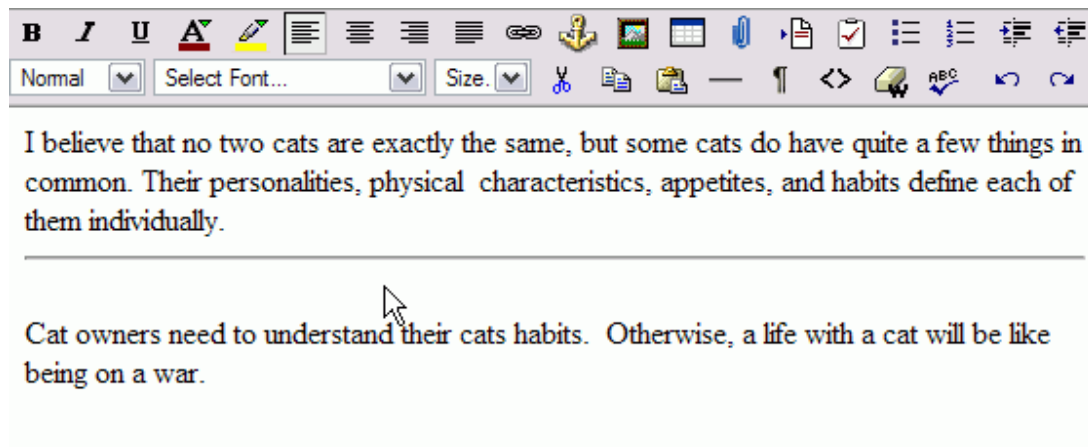 B I U A
Normal Select Font... Size. ABC
I believe that no two cats are exactly the same, but some cats do have quite a few things in
common. Their personalities, physical  characteristics, appetites, and habits define each of
them individually.
Cat owners need to understand their cats habits.  Otherwise, a life with a cat will be like
being on a war.